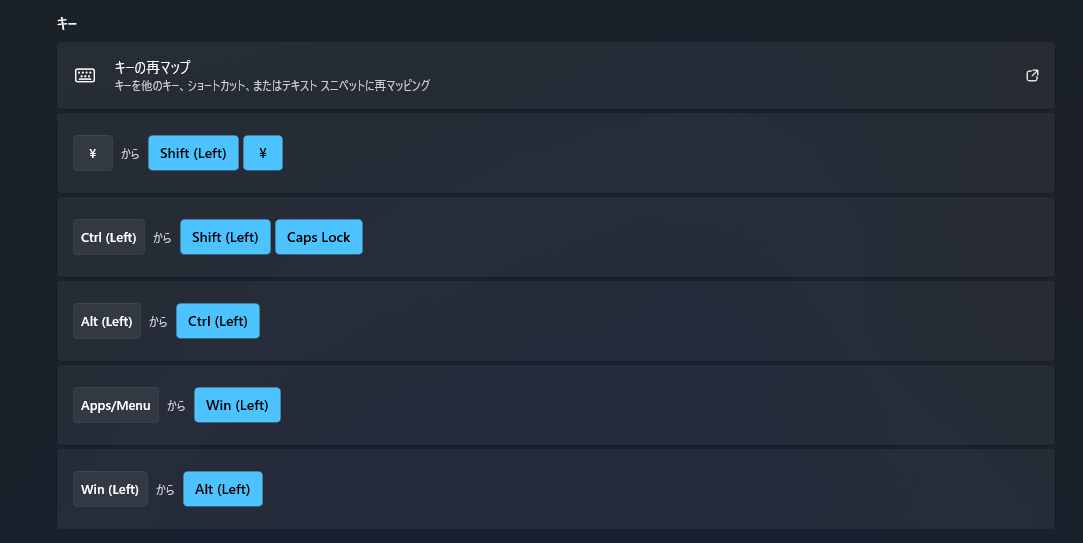 キー
キーの再マップ
キーを他のキー、ショートカット、またはテキスト スニペットに再マッピング
¥ から Shift (Left) ¥
Ctrl (Left) から Shift (Left) Caps Lock
Alt (Left) から Ctrl (Left)
Apps/Menu から Win (Left)
Win (Left) から Alt (Left)